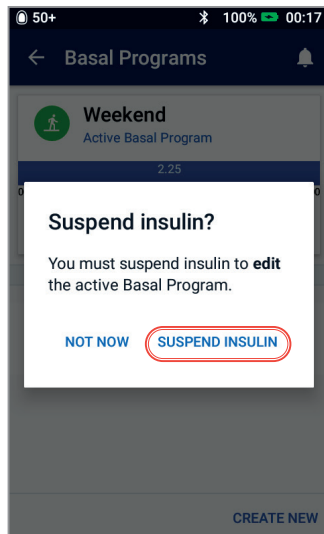 50+ 100% 00:17
Basal Programs
Weekend
Active Basal Program
2.25
Suspend insulin?
You must suspend insulin to edit
the active Basal Program.
NOT NOW SUSPEND INSULIN
CREATE NEW